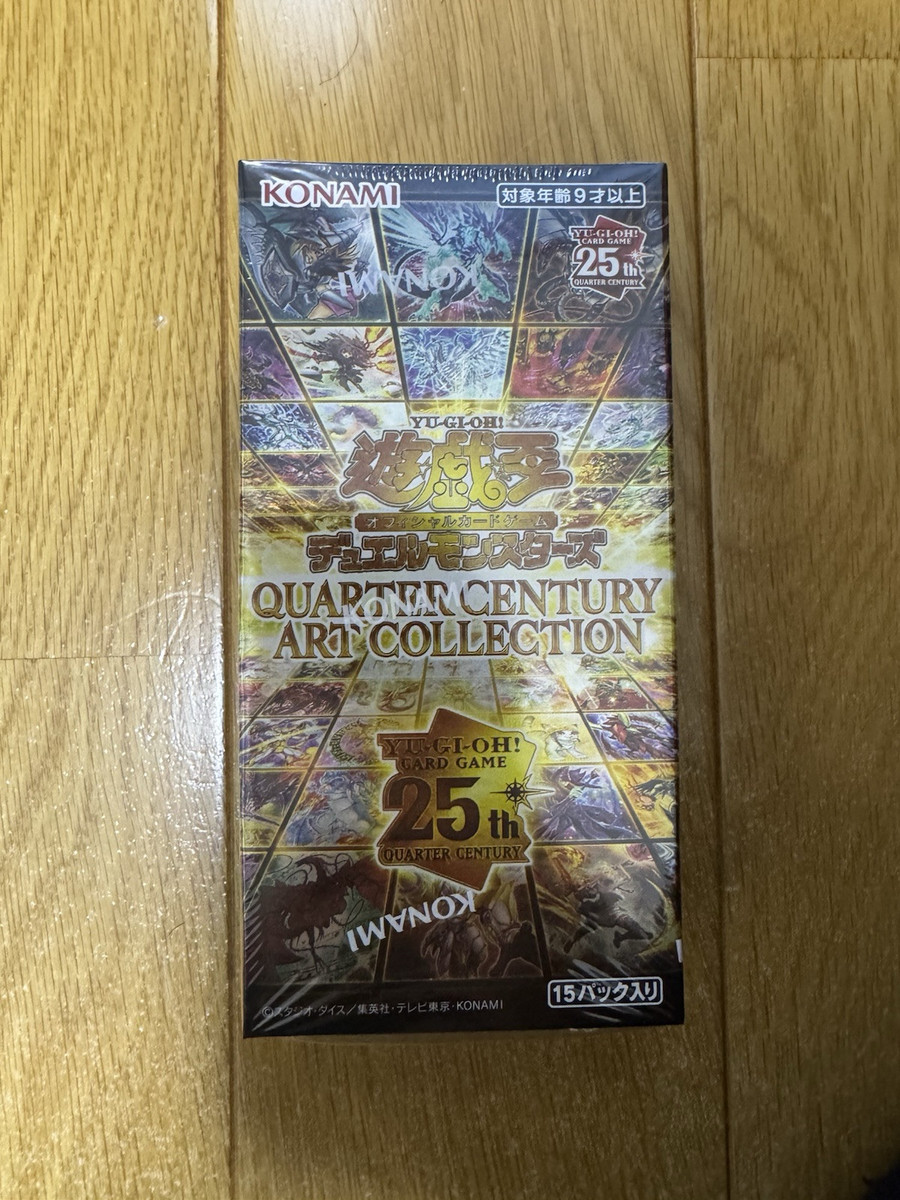 KONAMI
対象年齢9才以上
YU-GI-OH!
CARD GAME
25th
QUARTER CENTURY
KONAMI
YU-GI-OH!
遊戯王
オフィシャルカードゲーム
デュエルモンスターズ
QUARTER CENTURY
KONAMI
ART COLLECTION
YU-GI-OH!
CARD GAME
25th
QUARTER CENTURY
KONAMI
15パック入り
©スタジオ・ダイス/集英社・テレビ東京・KONAMI